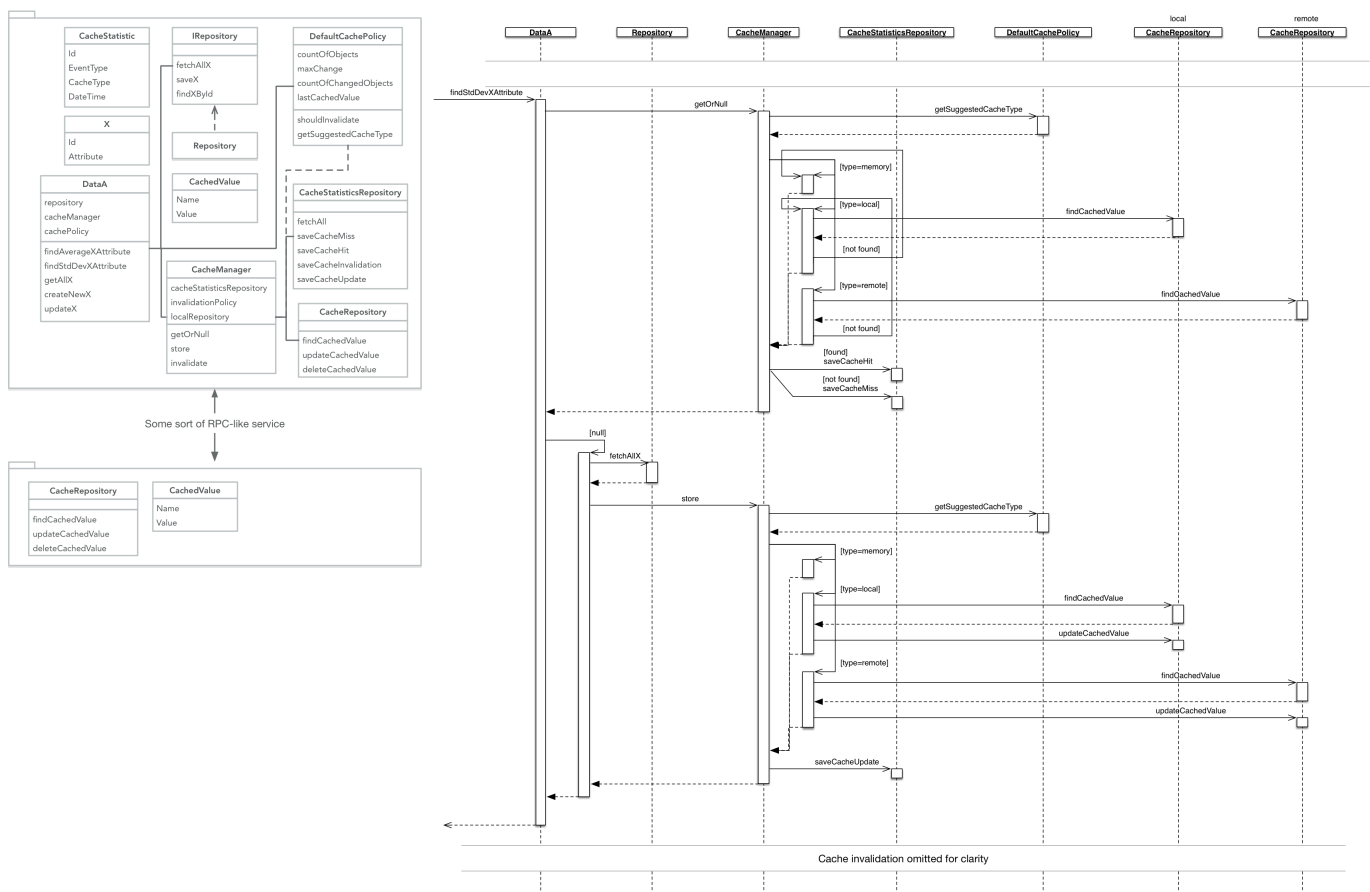 CacheStatistic
Id
EventType
CacheType
DateTime
IRepository
fetchAllX
saveX
findXById
DefaultCachePolicy
countOfObjects
maxChange
countOfChangedObjects
lastCachedValue
shouldInvalidate
getSuggestedCacheType
X
Id
Attribute
Repository
DataA
repository
cacheManager
cachePolicy
findAverageXAttribute
findStdDevXAttribute
getAllX
createNewX
updateX
CachedValue
Name
Value
CacheStatisticsRepository
fetchAll
saveCacheMiss
saveCacheHit
saveCacheInvalidation
saveCacheUpdate
CacheManager
cacheStatisticsRepository
invalidationPolicy
localRepository
getOrNull
store
invalidate
CacheRepository
findCachedValue
updateCachedValue
deleteCachedValue
Some sort of RPC-like service
CacheRepository
findCachedValue
updateCachedValue
deleteCachedValue
CachedValue
Name
Value
local
remote
DataA
Repository
CacheManager
CacheStatisticsRepository
DefaultCachePolicy
CacheRepository
CacheRepository
findStdDevXAttribute
getOrNull
getSuggestedCacheType
[type=memory]
[type=local]
findCachedValue
[not found]
[type=remote]
findCachedValue
[not found]
[found]
saveCacheHit
[not found]
saveCacheMiss
[null]
fetchAllX
store
getSuggestedCacheType
[type=memory]
[type=local]
findCachedValue
updateCachedValue
[type=remote]
findCachedValue
updateCachedValue
saveCacheUpdate
Cache invalidation omitted for clarity